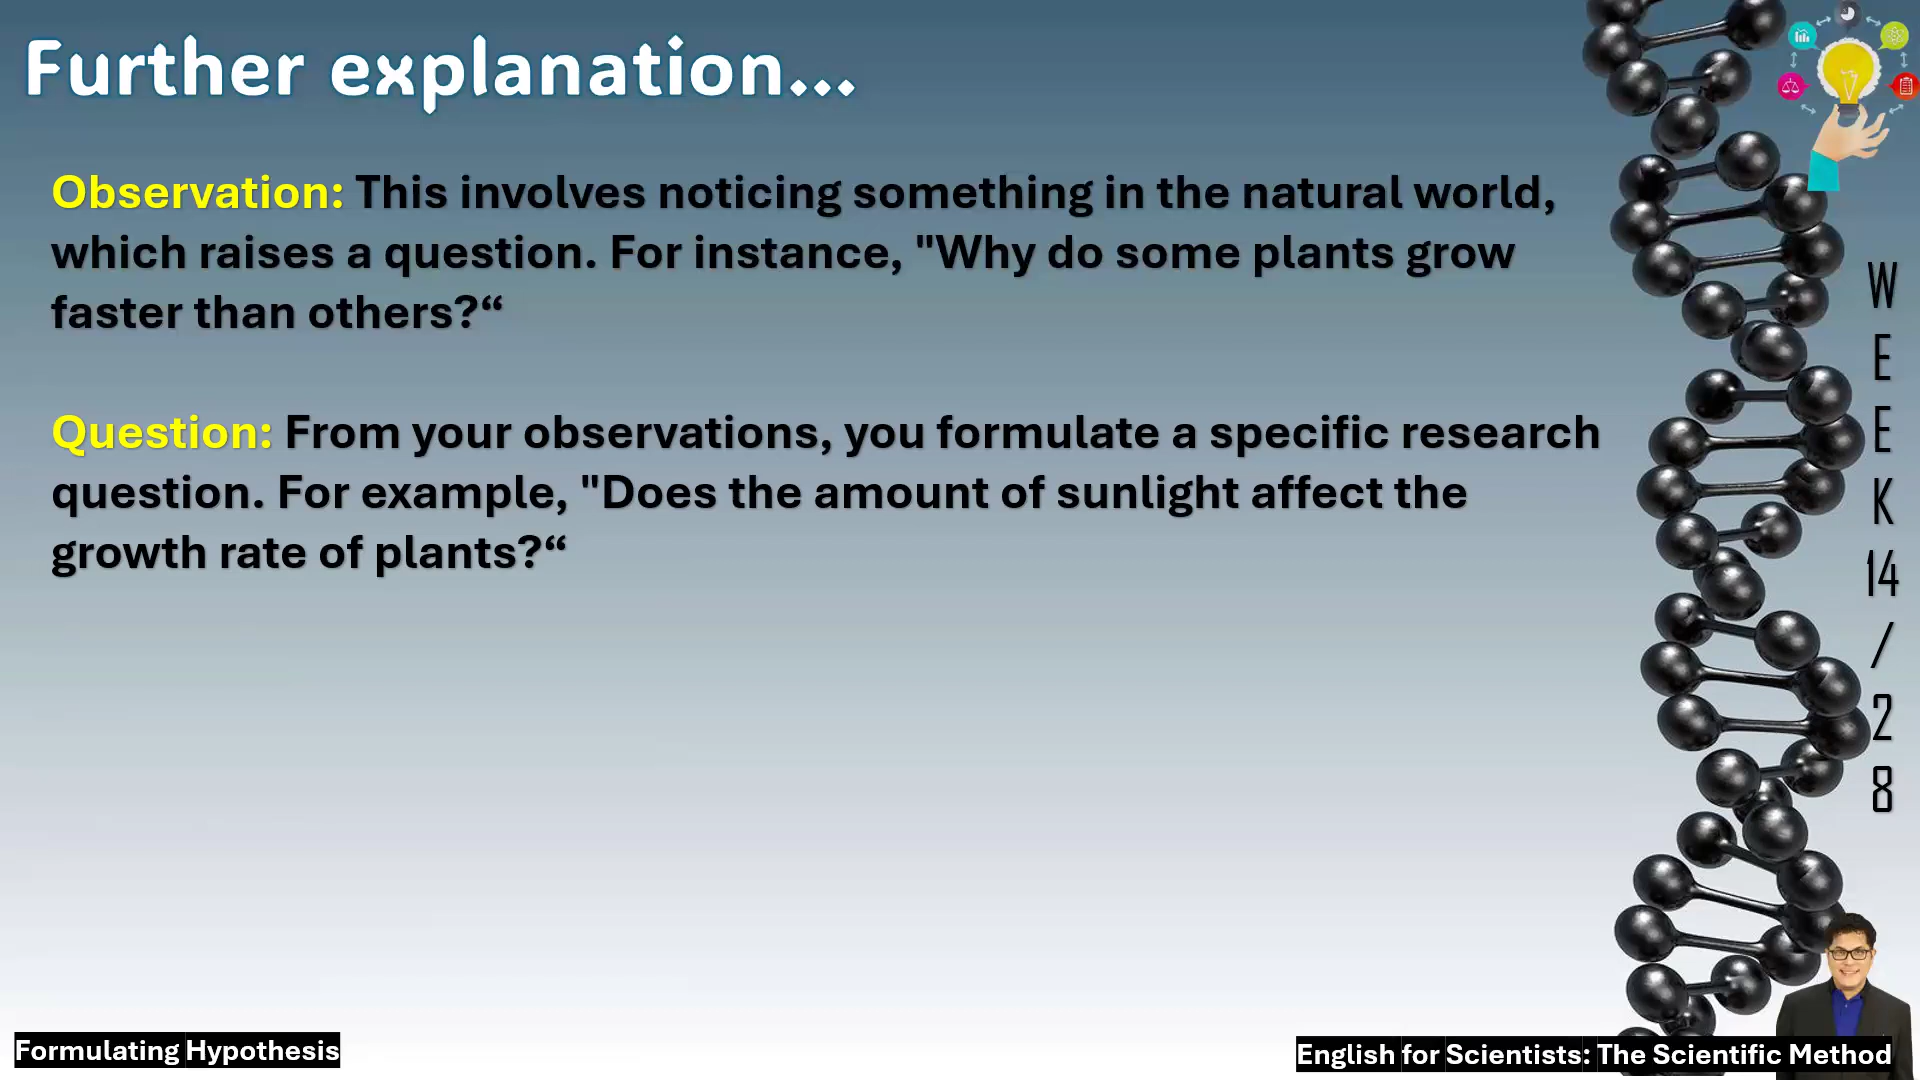 Further explanation...
Observation: This involves noticing something in the natural world,
which raises a question. For instance, "Why do some plants grow
faster than others?“
Question: From your observations, you formulate a specific research
question. For example, "Does the amount of sunlight affect the
growth rate of plants?“
W
E
E
K
14
/
2
8
Formulating Hypothesis
English for Scientists: The Scientific Method